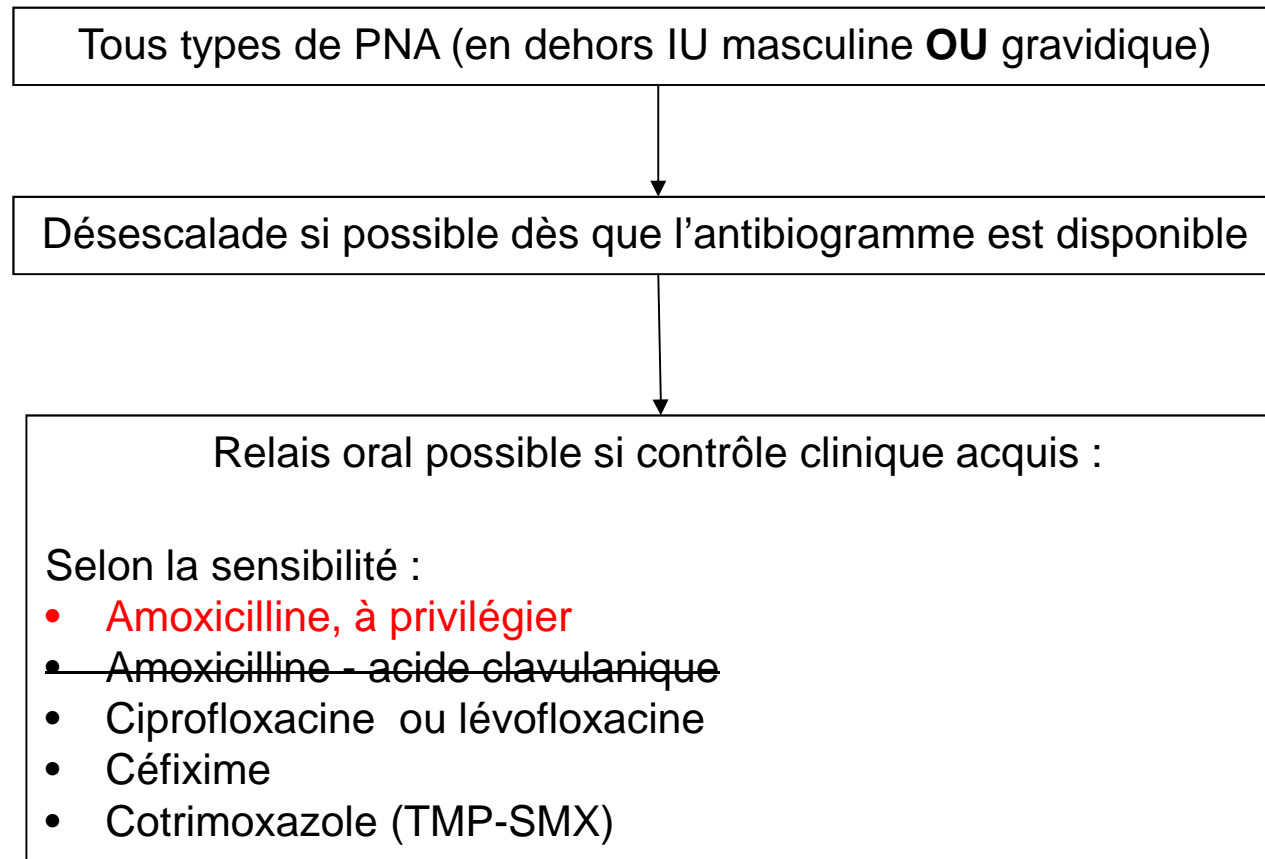 Tous types de PNA (en dehors IU masculine OU gravidique)
Désescalade si possible dès que l’antibiogramme est disponible
Relais oral possible si contrôle clinique acquis :
Selon la sensibilité :
• Amoxicilline, à privilégier
• Amoxicilline - acide clavulanique
• Ciprofloxacine ou lévofloxacine
• Céfixime
• Cotrimoxazole (TMP-SMX)